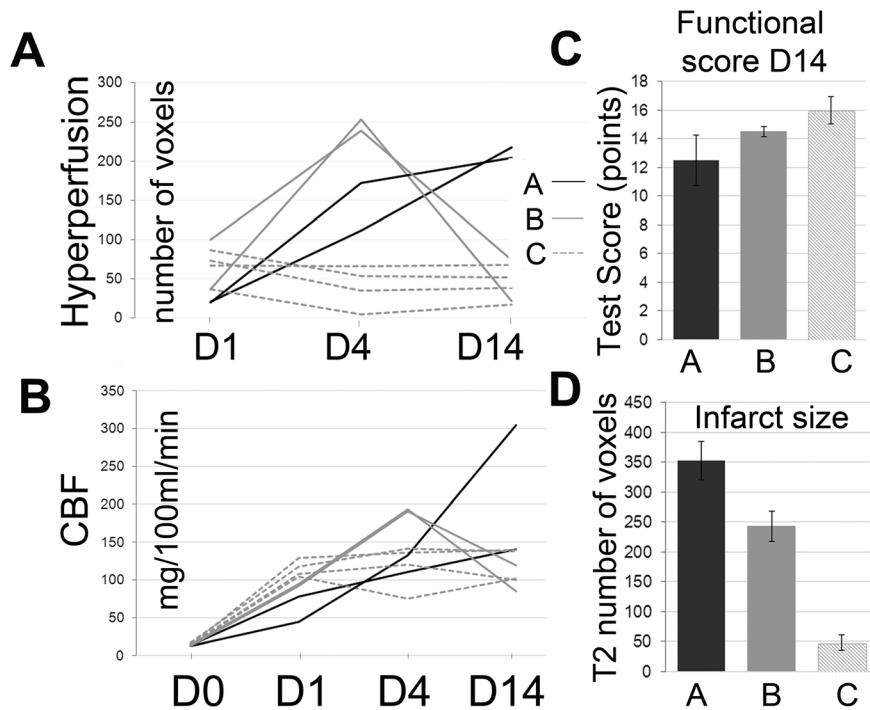 A
Hyperperfusion
number of voxels
300
250
200
150
100
50
0
D1
D4
D14
A
B
C
C
Functional
score D14
Test Score (points)
18
16
14
12
10
8
6
4
2
0
A
B
C
B
CBF
mg/100ml/min
350
300
250
200
150
100
50
0
D0
D1
D4
D14
D
Infarct size
T2 number of voxels
450
400
350
300
250
200
150
100
50
0
A
B
C